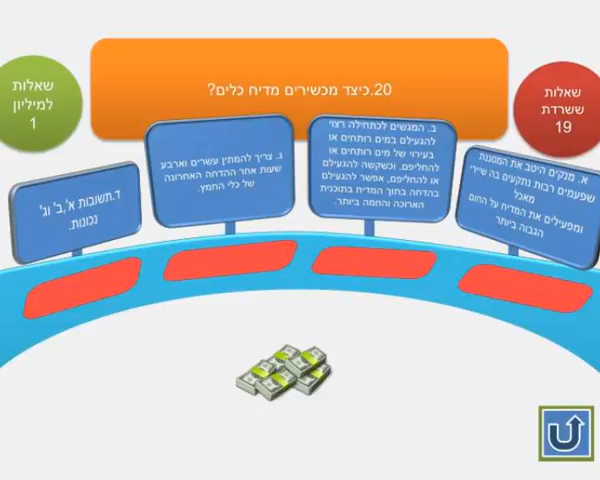 20.כיצד מכשירים מדיח כלים?
שאלות
ששרדת
19
שאלות
למיליון
1
א. מנקים היטב את המסננת
שפעמים רבות נתקעים בה שיירי
מאכל
ומפעילים את המדיח על החום
הגבוה ביותר
ב. המגשים לכתחילה רצוי
להגעילם במים רותחים או
בעירוי של מים רותחים או
להחליפם. וכשקשה להגעילם
או להחליפם, אפשר להגעילם
בהדחה בתוך המדיח בתוכנית
הארוכה והחמה ביותר.
ג. צריך להמתין עשרים וארבע
שעות אחר ההדחה האחרונה
של כלי החמץ.
ד.תשובות א',ב' וג'
נכונות.